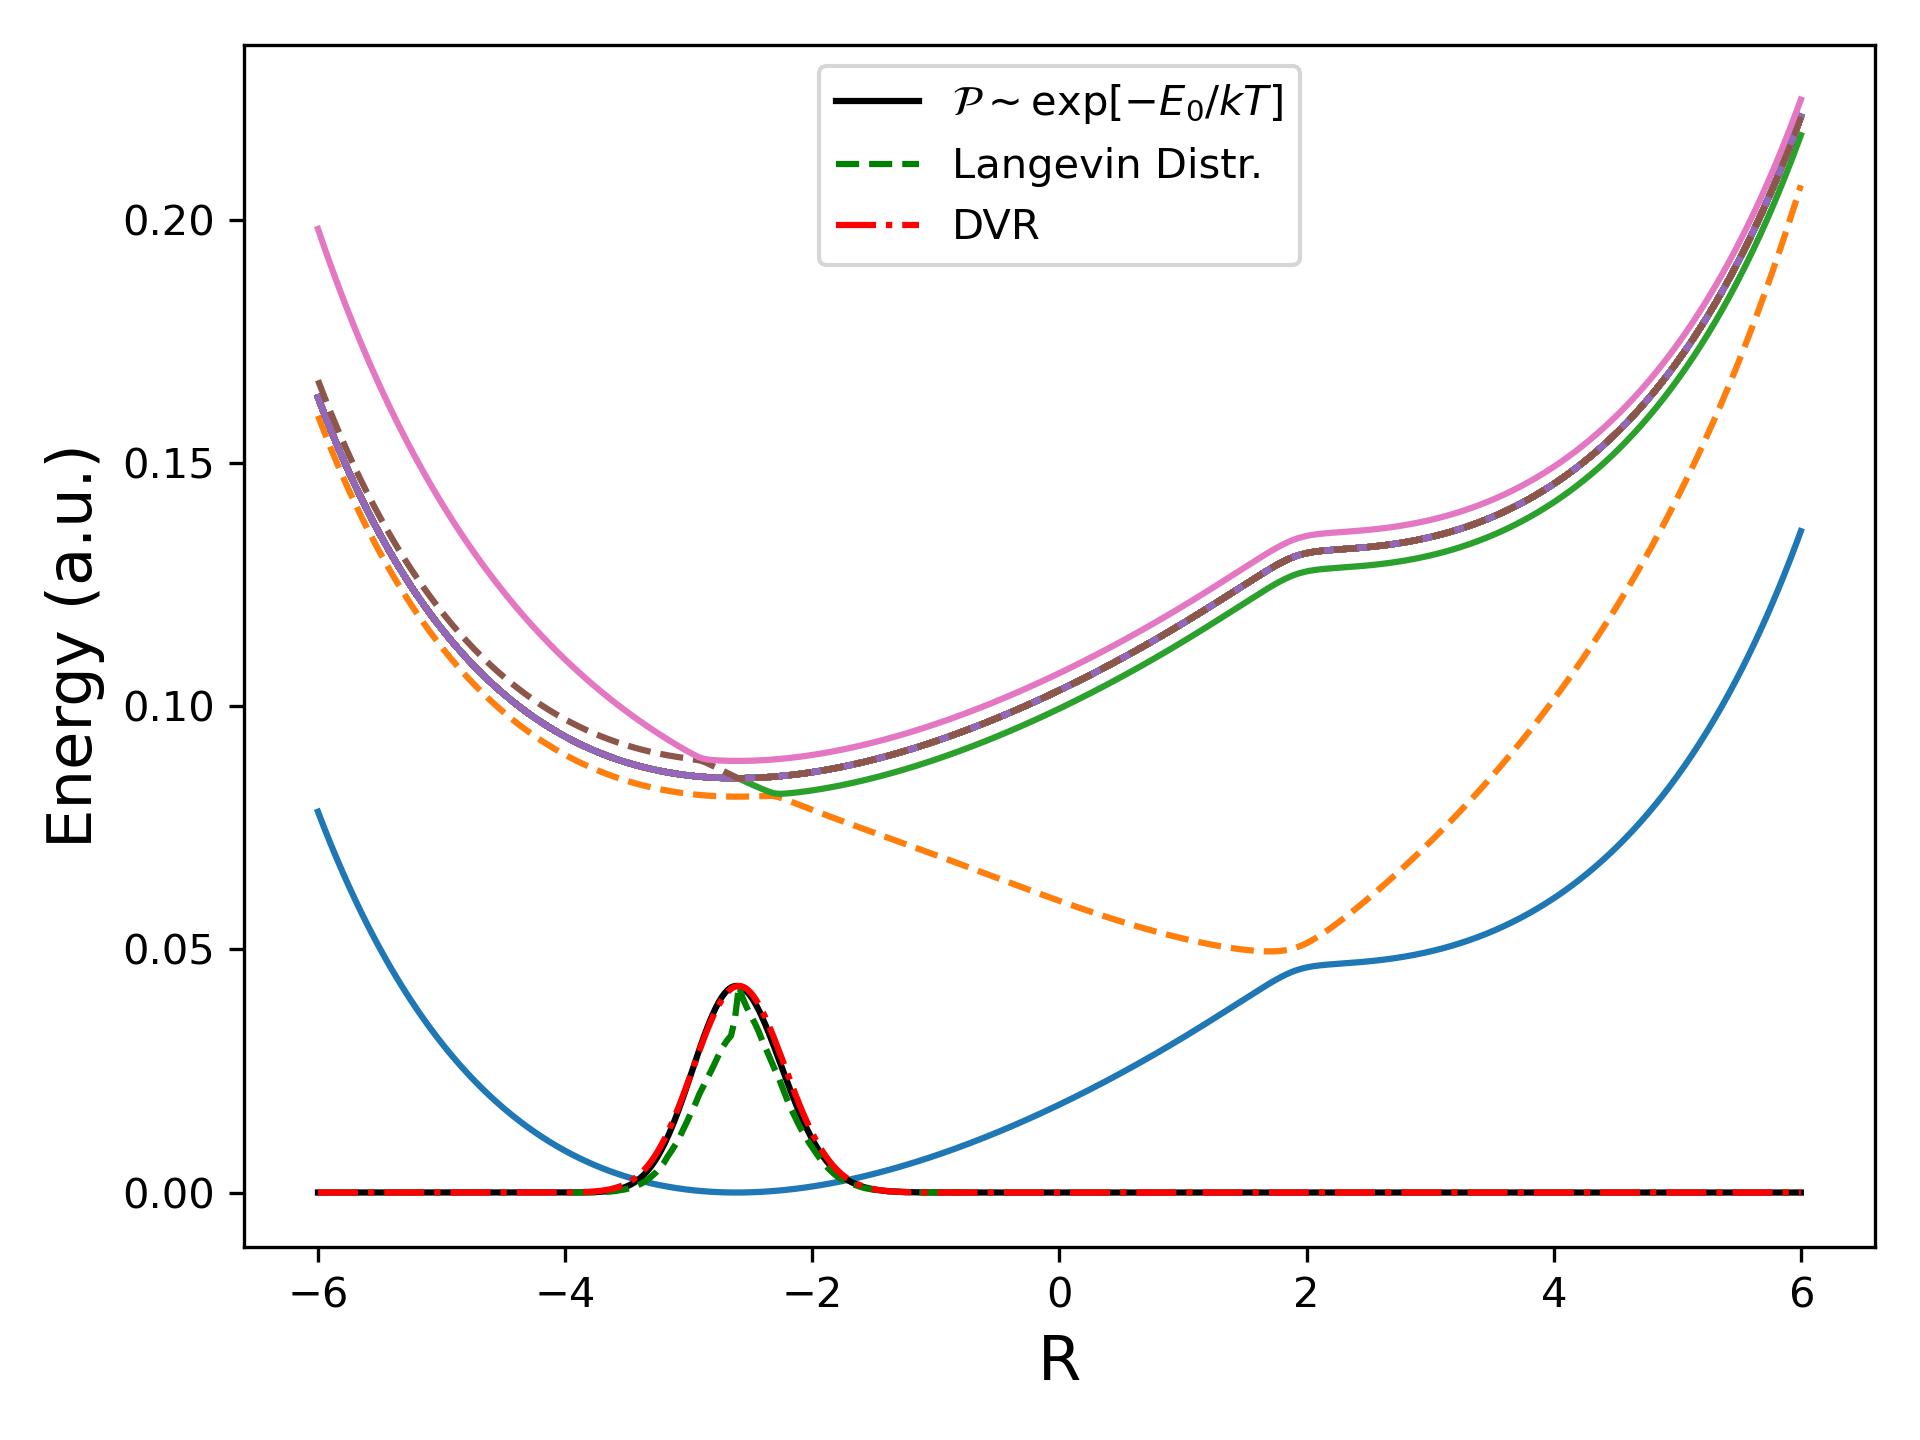 𝒫 ~ exp[−E₀/kT]
Langevin Distr.
DVR
Energy (a.u.)
0.20
0.15
0.10
0.05
0.00
−6 −4 −2 0 2 4 6
R